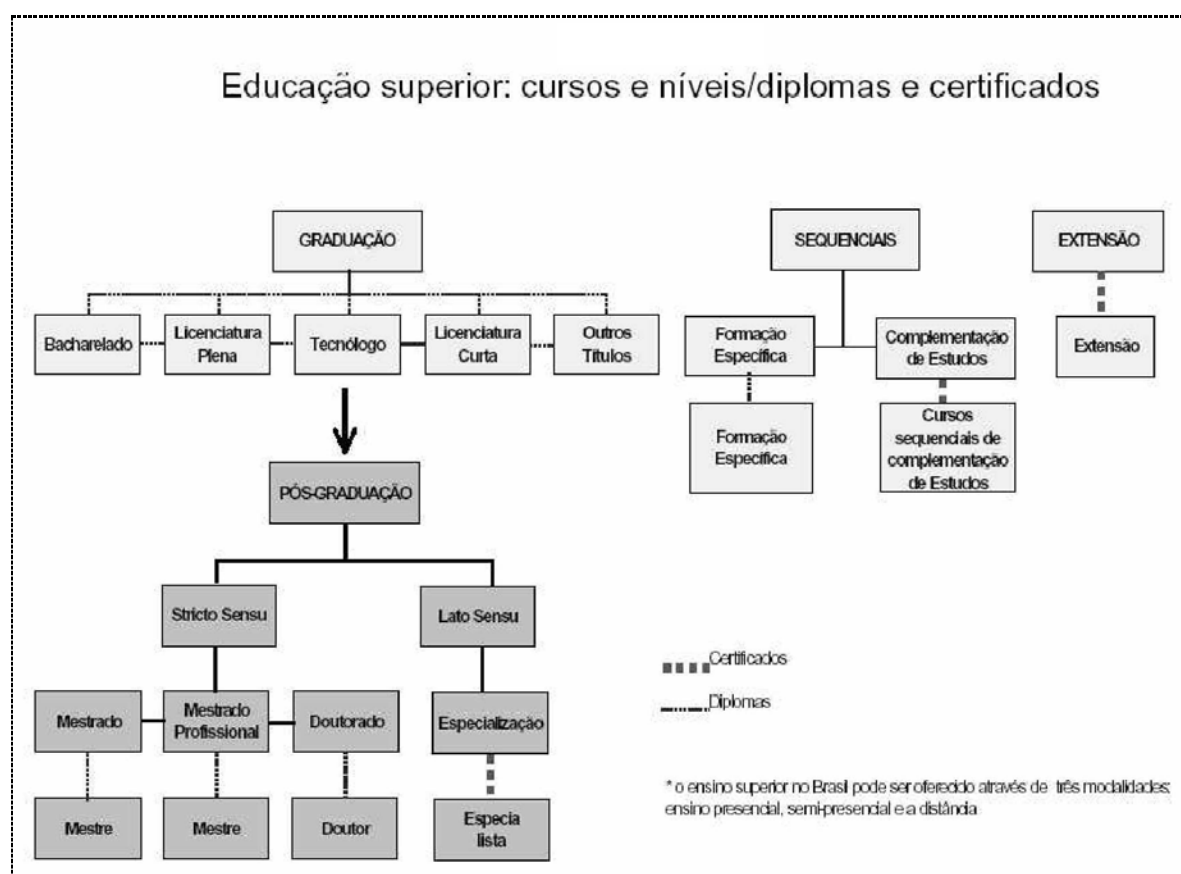 Educação superior: cursos e níveis/diplomas e certificados
GRADUAÇÃO
SEQUENCIAIS
EXTENSÃO
Bacharelado
Licenciatura
Plena
Tecnólogo
Licenciatura
Curta
Outros
Títulos
Formação
Específica
Complementação
de Estudos
Extensão
Formação
Específica
Cursos
sequenciais de
complementação
de Estudos
PÓS-GRADUAÇÃO
Stricto Sensu
Lato Sensu
Certificados
Diplomas
Mestrado
Mestrado
Profissional
Doutorado
Especialização
Mestre
Mestre
Doutor
Especia
lista
* o ensino superior no Brasil pode ser oferecido através de três modalidades:
ensino presencial, semi-presencial e a distância